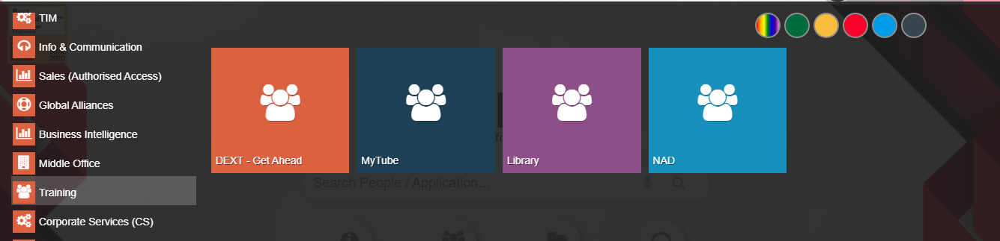 TIM
Info & Communication
Sales (Authorised Access)
Global Alliances
Business Intelligence
Middle Office
Training
Corporate Services (CS)
DEXT - Get Ahead
MyTube
Library
NAD
Search People / Application...
2020